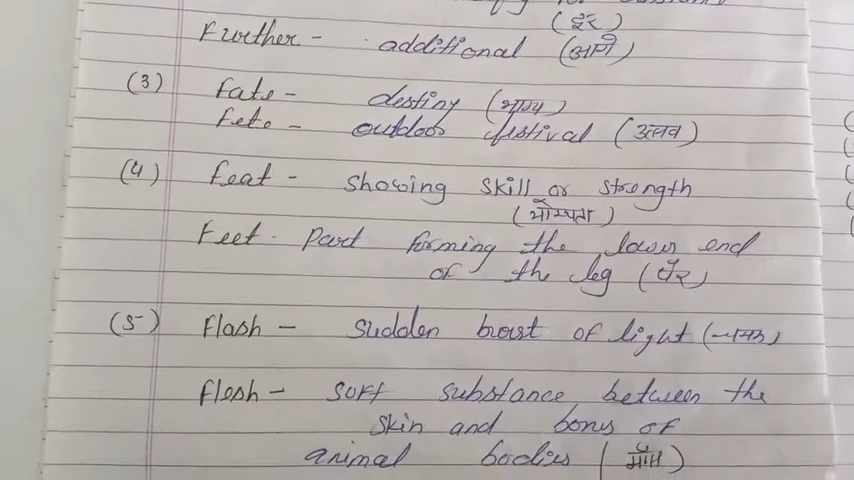 (दूर)
Further - additional (आगे)
(3) Fate - destiny (भाग्य)
Fete - outdoor festival (उत्सव)
(4) Feat - showing skill or strength
(योग्यता)
Feet - part forming the lower end
of the leg (पैर)
(5) Flash - sudden burst of light (चमक)
Flesh - soft substance between the
skin and bones of
animal bodies (माँस)